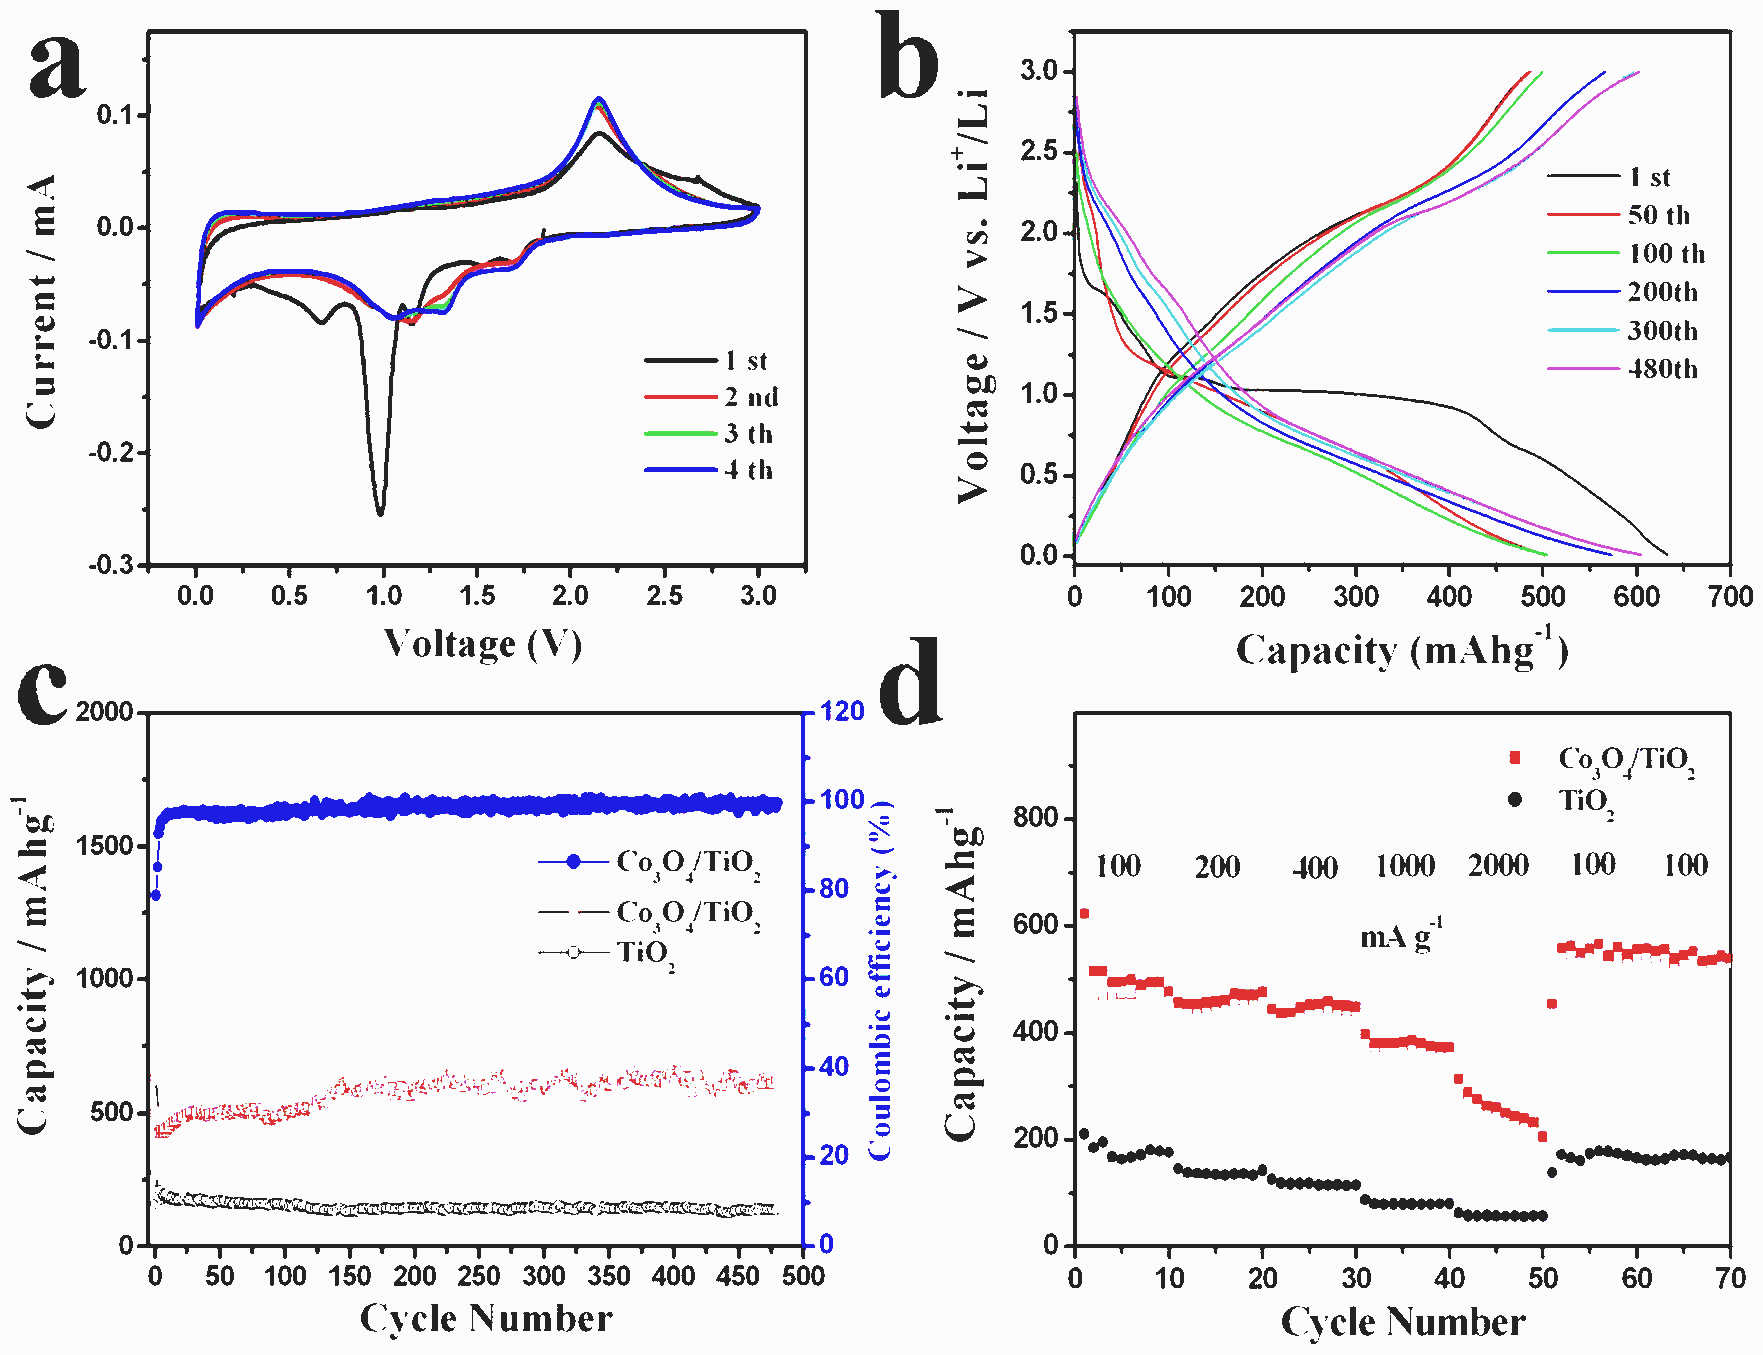 a
0.1
0.0
-0.1
-0.2
-0.3
Current / mA
0.0 0.5 1.0 1.5 2.0 2.5 3.0
Voltage (V)
1 st
2 nd
3 th
4 th
b
3.0
2.5
2.0
1.5
1.0
0.5
0.0
Voltage / V vs. Li⁺/Li
0 100 200 300 400 500 600 700
Capacity (mAhg⁻¹)
1 st
50 th
100 th
200th
300th
480th
c
2000
1500
1000
500
0
Capacity / mAhg⁻¹
120
100
80
60
40
20
0
Coulombic efficiency (%)
Co₃O₄/TiO₂
Co₃O₄/TiO₂
TiO₂
0 50 100 150 200 250 300 350 400 450 500
Cycle Number
d
800
600
400
200
0
Capacity / mAhg⁻¹
Co₃O₄/TiO₂
TiO₂
100 200 400 1000 2000 100 100
mA g⁻¹
0 10 20 30 40 50 60 70
Cycle Number